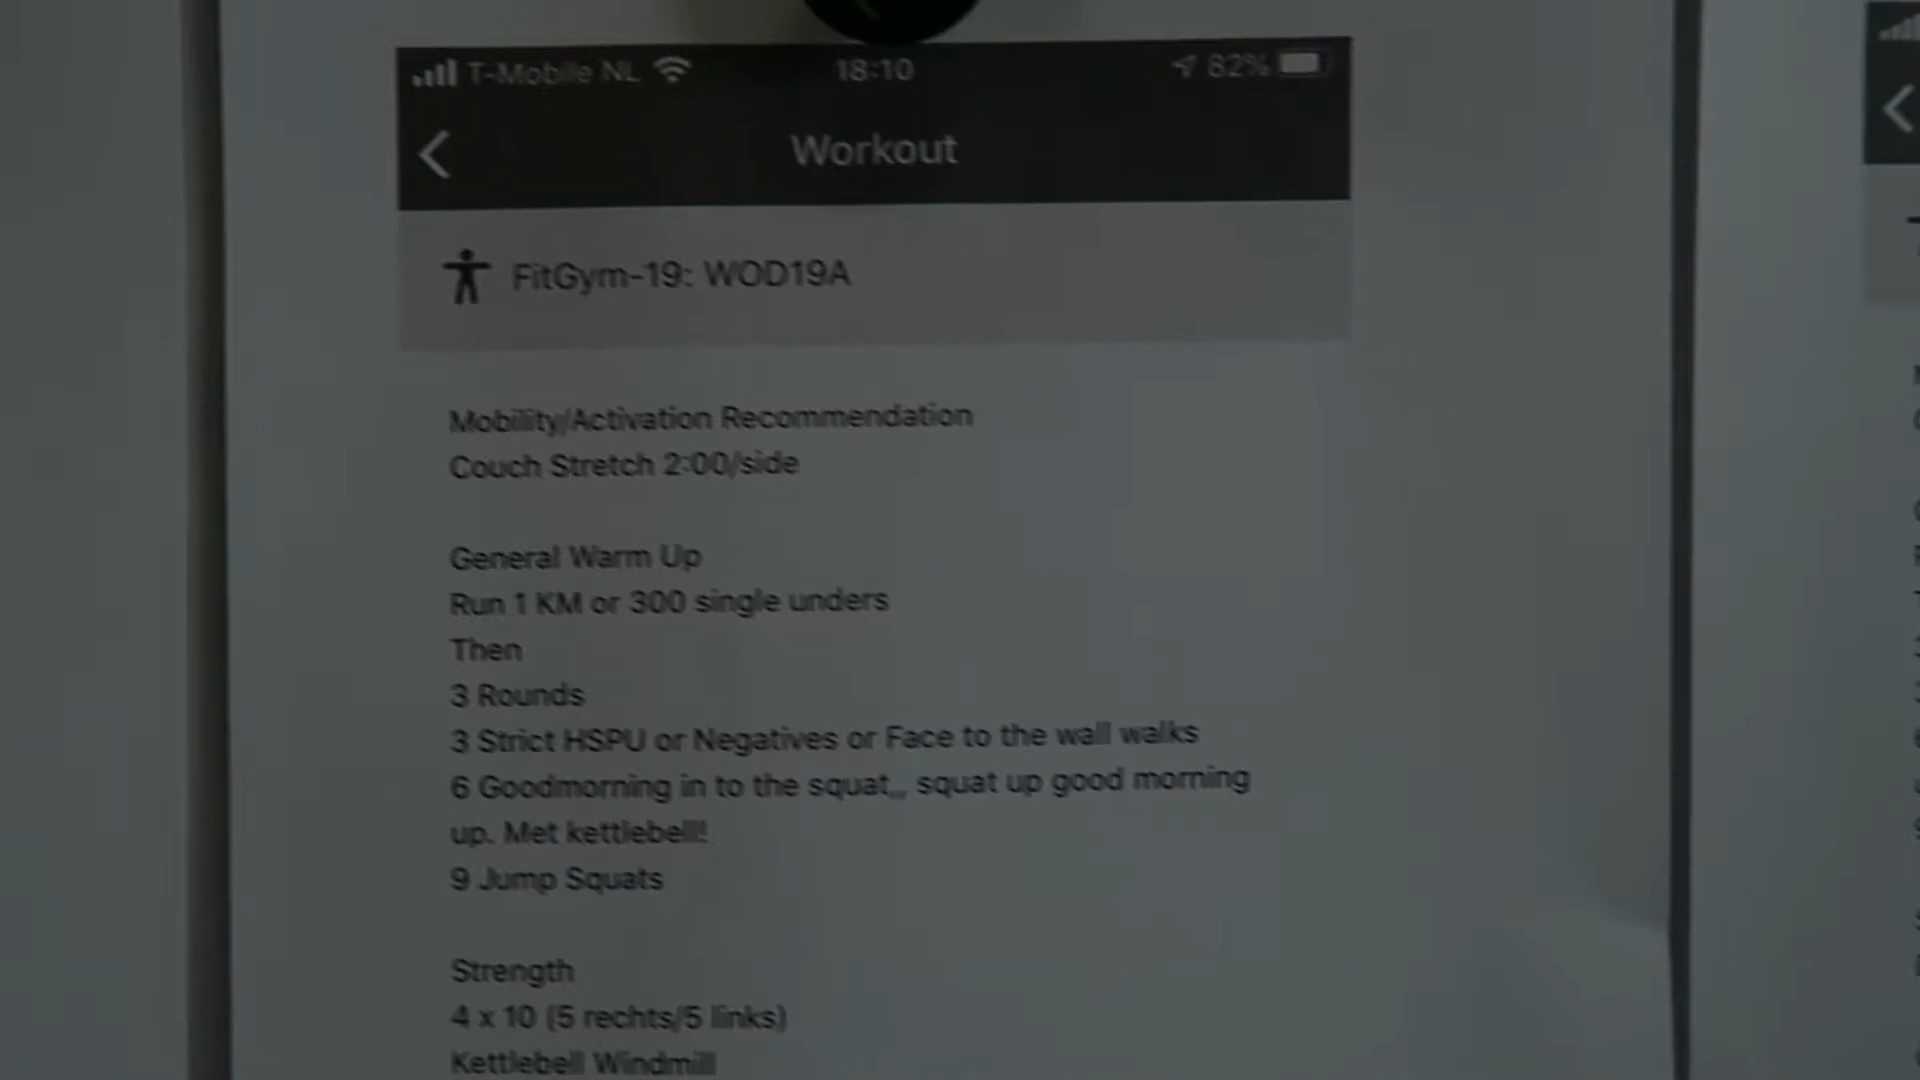 T-Mobile NL 18:10 82%
Workout
FitGym-19: WOD19A
Mobility/Activation Recommendation
Couch Stretch 2:00/side
General Warm Up
Run 1 KM or 300 single unders
Then
3 Rounds
3 Strict HSPU or Negatives or Face to the wall walks
6 Goodmorning in to the squat,, squat up good morning
up. Met kettlebell!
9 Jump Squats
Strength
4 x 10 (5 rechts/5 links)
Kettlebell Windmill